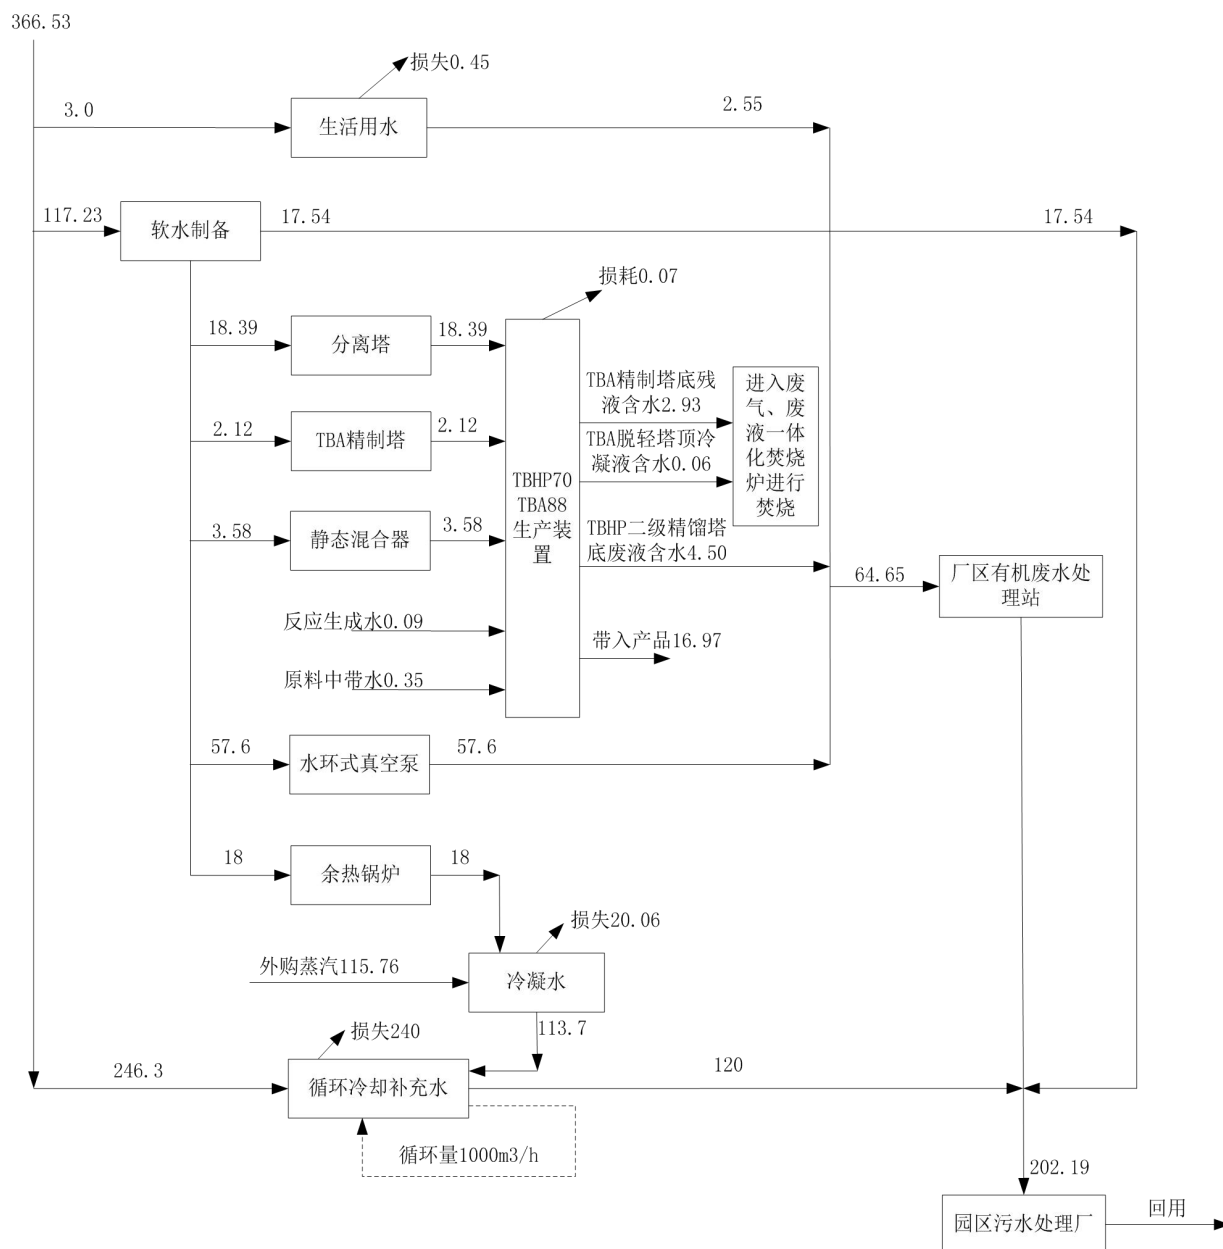 366.53
损失0.45
3.0
生活用水
2.55
117.23
软水制备
17.54
17.54
损耗0.07
18.39
分离塔
18.39
TBA精制塔底残
液含水2.93
TBA脱轻塔顶冷
凝液含水0.06
进入废
气、废
液一体
化焚烧
炉进行
焚烧
2.12
TBA精制塔
2.12
TBHP70
TBA88
生产装
置
3.58
静态混合器
3.58
TBHP二级精馏塔
底废液含水4.50
64.65
厂区有机废水处
理站
反应生成水0.09
带入产品16.97
原料中带水0.35
57.6
水环式真空泵
57.6
18
余热锅炉
18
损失20.06
外购蒸汽115.76
冷凝水
113.7
损失240
246.3
循环冷却补充水
120
循环量1000m3/h
202.19
园区污水处理厂
回用